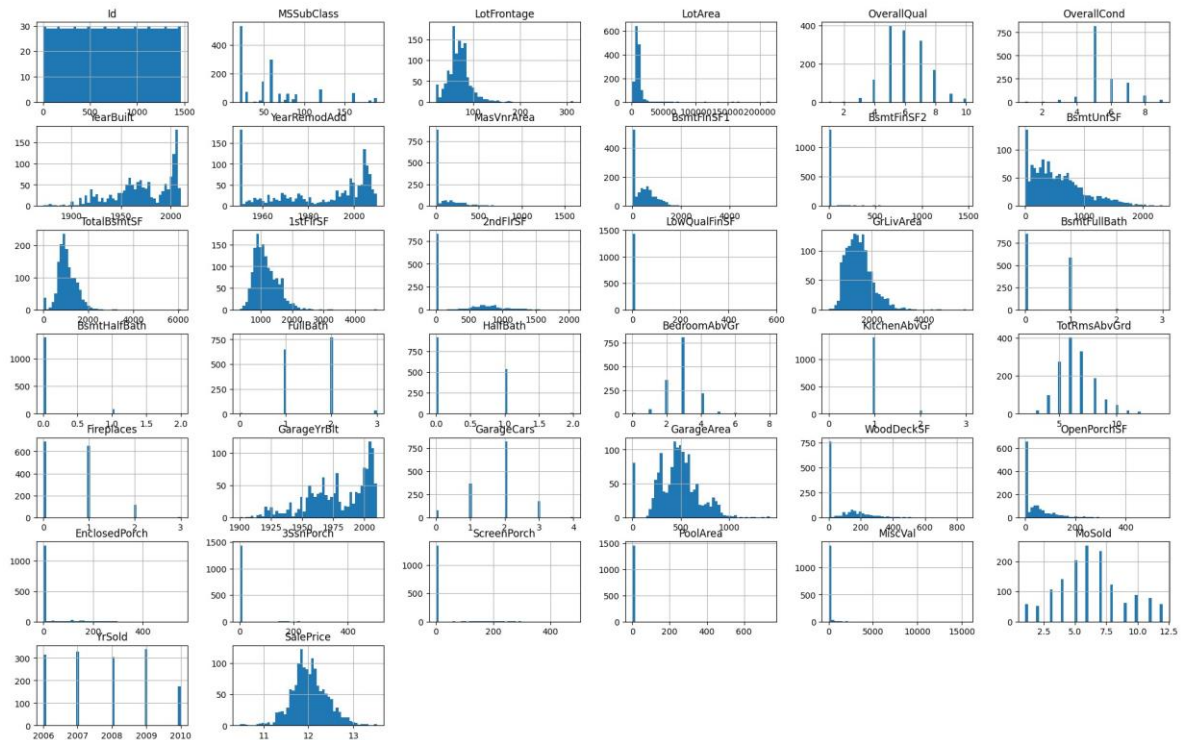 Id MSSubClass LotFrontage LotArea OverallQual OverallCond
30 20 10 0
400 200 0
150 100 50 0
600 400 200 0
400 200 0
750 500 250 0
0 500 1000 1500
50 100 150
100 200 300
0 50000 100000 150000 200000
2 4 6 8 10
2 4 6 8
YearBuilt YearRemodAdd MasVnrArea BsmtFinSF1 BsmtFinSF2 BsmtUnfSF
150 100 50 0
150 100 50 0
750 500 250 0
400 200 0
1000 500 0
100 50 0
1900 1950 2000
1960 1980 2000
0 500 1000 1500
0 2000 4000
0 500 1000 1500
0 1000 2000
TotalBsmtSF 1stFlrSF 2ndFlrSF LowQualFinSF GrLivArea BsmtFullBath
200 100 0
150 100 50 0
750 500 250 0
1000 500 0
100 50 0
750 500 250 0
0 2000 4000 6000
1000 2000 3000 4000
0 500 1000 1500 2000
0 200 400 600
2000 4000
0 1 2 3
BsmtHalfBath FullBath HalfBath BedroomAbvGr KitchenAbvGr TotRmsAbvGrd
1000 500 0
750 500 250 0
750 500 250 0
750 500 250 0
1000 500 0
400 200 0
0.0 0.5 1.0 1.5 2.0
0 1 2 3
0.0 0.5 1.0 1.5 2.0
0 2 4 6 8
0 1 2 3
5 10
Fireplaces GarageYrBlt GarageCars GarageArea WoodDeckSF OpenPorchSF
600 400 200 0
100 50 0
750 500 250 0
100 50 0
750 500 250 0
600 400 200 0
0 1 2 3
1900 1925 1950 1975 2000
0 1 2 3 4
0 500 1000
0 200 400 600 800
0 200 400
EnclosedPorch 3SsnPorch ScreenPorch PoolArea MiscVal MoSold
1000 500 0
1500 1000 500 0
1000 500 0
1500 1000 500 0
1000 500 0
200 100 0
0 200 400
0 200 400
0 200 400
0 200 400 600
0 5000 10000 15000
2.5 5.0 7.5 10.0 12.5
YrSold SalePrice
300 200 100 0
100 50 0
2006 2007 2008 2009 2010
11 12 13